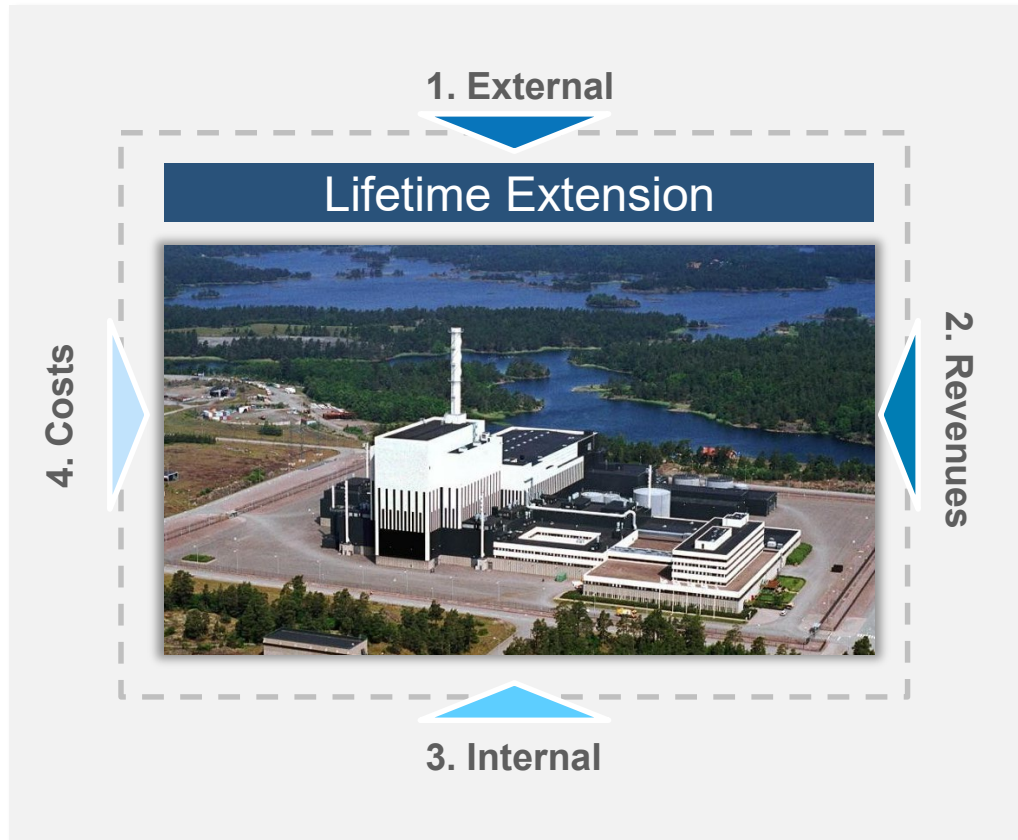 1. External
Lifetime Extension
4. Costs
2. Revenues
3. Internal